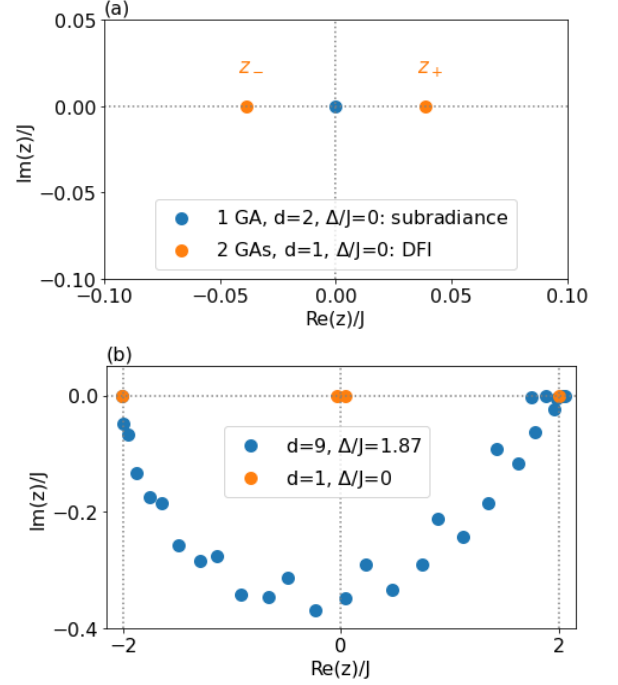 (a)
0.05
0.00
−0.05
−0.10
Im(z)/J
z₋
z₊
1 GA, d=2, Δ/J=0: subradiance
2 GAs, d=1, Δ/J=0: DFI
−0.10
−0.05
0.00
0.05
0.10
Re(z)/J
(b)
0.0
−0.2
−0.4
Im(z)/J
d=9, Δ/J=1.87
d=1, Δ/J=0
−2
0
2
Re(z)/J